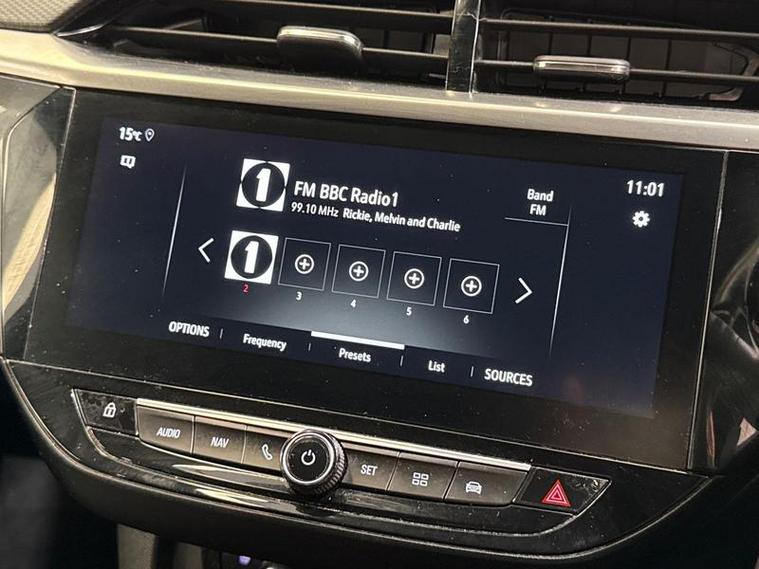 15°C
11:01
1
FM BBC Radio1
99.10 MHz Rickie, Melvin and Charlie
Band
FM
1
2
3
4
5
6
OPTIONS
Frequency
Presets
List
SOURCES
AUDIO
NAV
SET